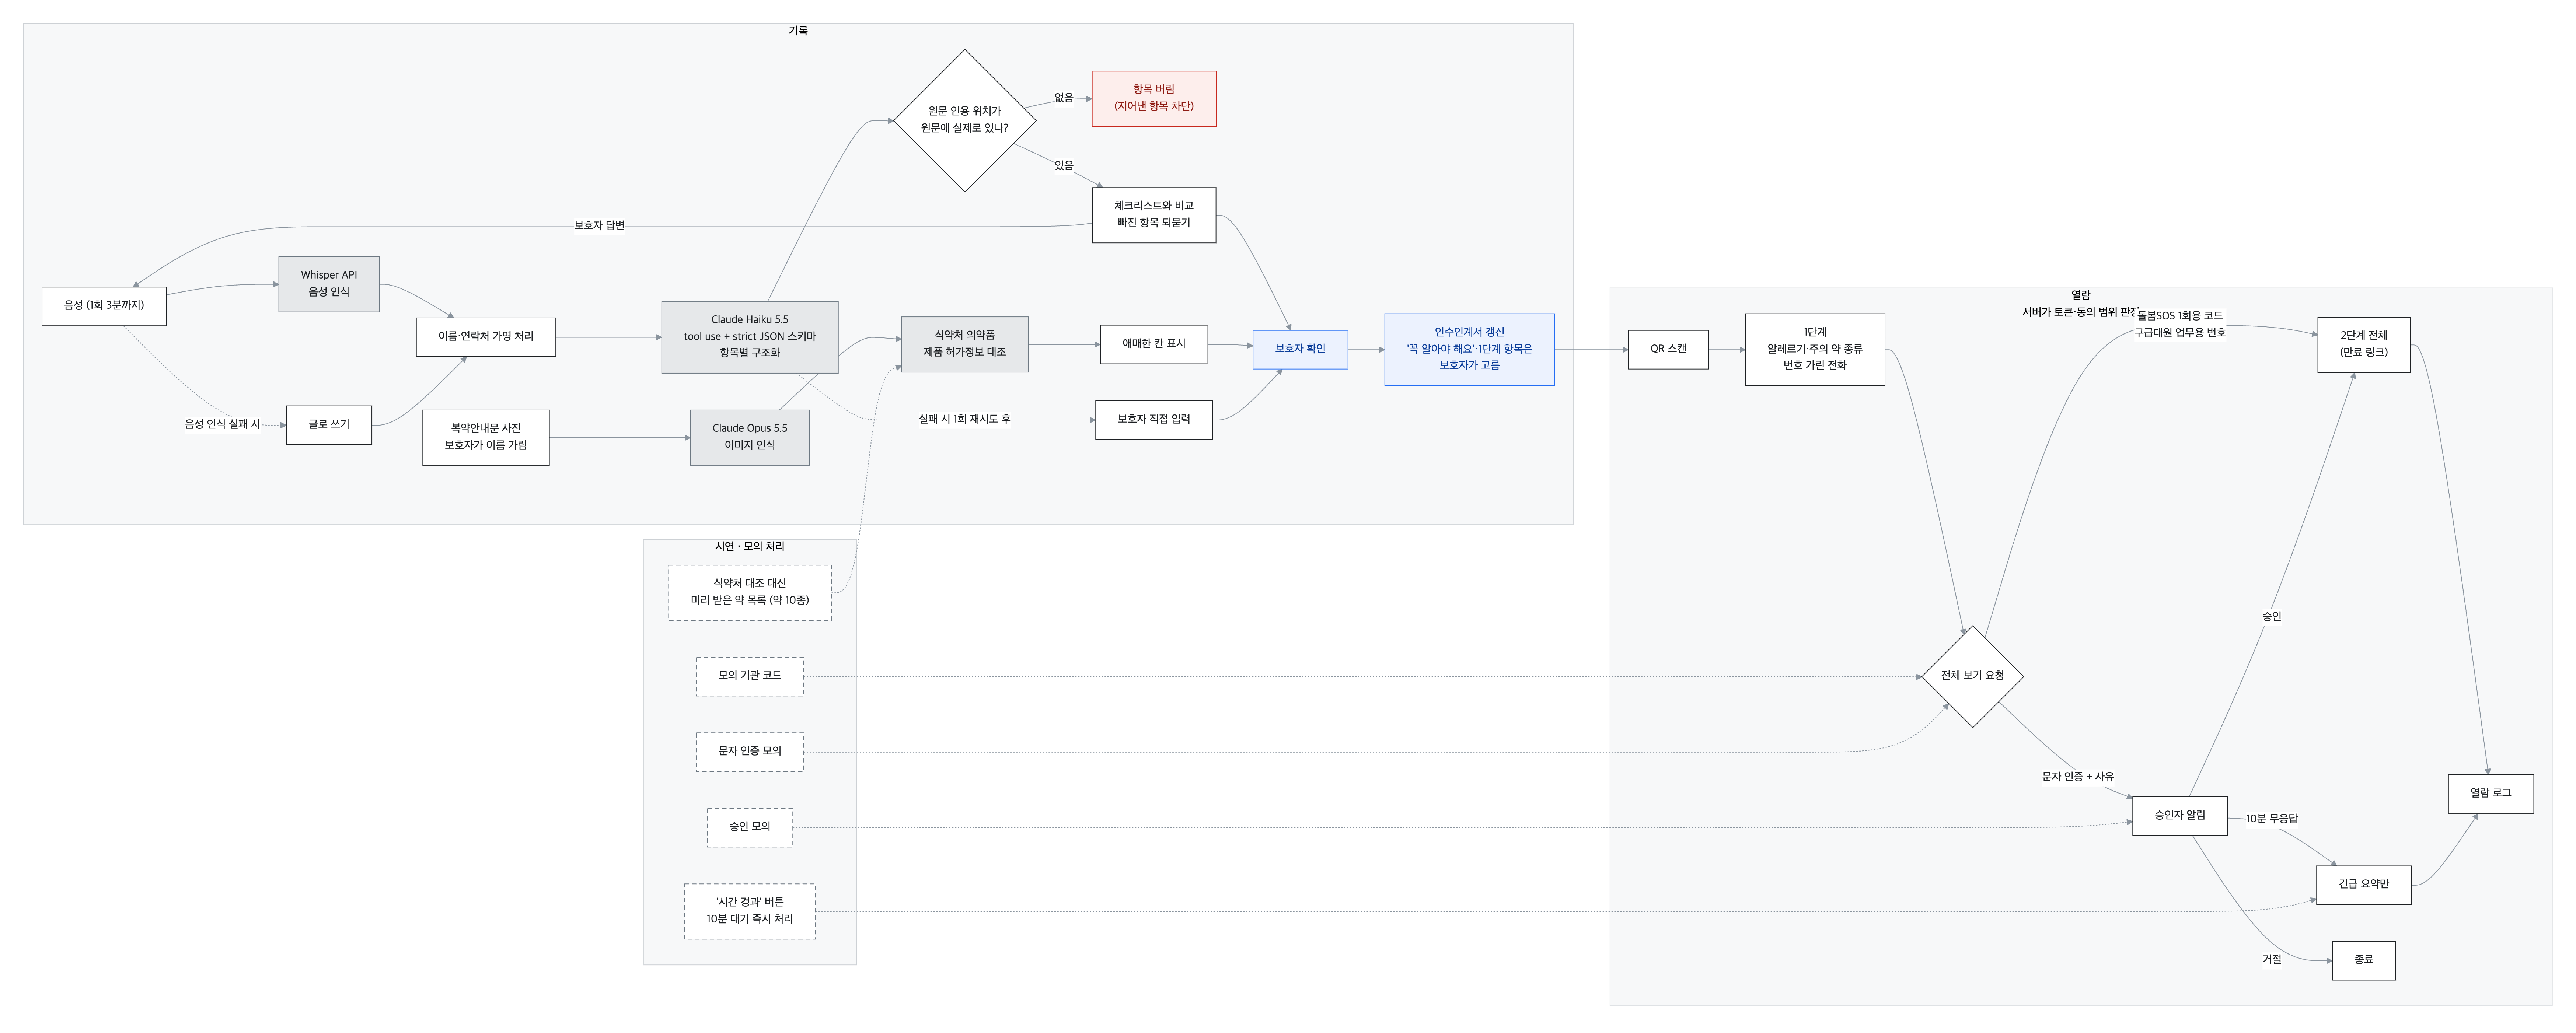 기록
원문 인용 위치가
원문에 실제로 있나?
없음
항목 버림
(지어낸 항목 차단)
있음
체크리스트와 비교
빠진 항목 되묻기
보호자 답변
음성 (1회 3분까지)
Whisper API
음성 인식
이름·연락처 가명 처리
Claude Haiku 5.5
tool use + strict JSON 스키마
항목별 구조화
식약처 의약품
제품 허가정보 대조
애매한 칸 표시
보호자 확인
인수인계서 갱신
'꼭 알아야 해요'·1단계 항목은
보호자가 고름
음성 인식 실패 시
글로 쓰기
복약안내문 사진
보호자가 이름 가림
Claude Opus 5.5
이미지 인식
실패 시 1회 재시도 후
보호자 직접 입력
시연 · 모의 처리
식약처 대조 대신
미리 받은 약 목록 (약 10종)
모의 기관 코드
문자 인증 모의
승인 모의
'시간 경과' 버튼
10분 대기 즉시 처리
열람
서버가 토큰·동의 범위
돌봄SOS 1회용 코드
구급대원 업무용 번호
QR 스캔
1단계
알레르기·주의 약 종류
번호 가린 전화
2단계 전체
(만료 링크)
전체 보기 요청
승인
문자 인증 + 사유
승인자 알림
10분 무응답
열람 로그
긴급 요약만
거절
종료